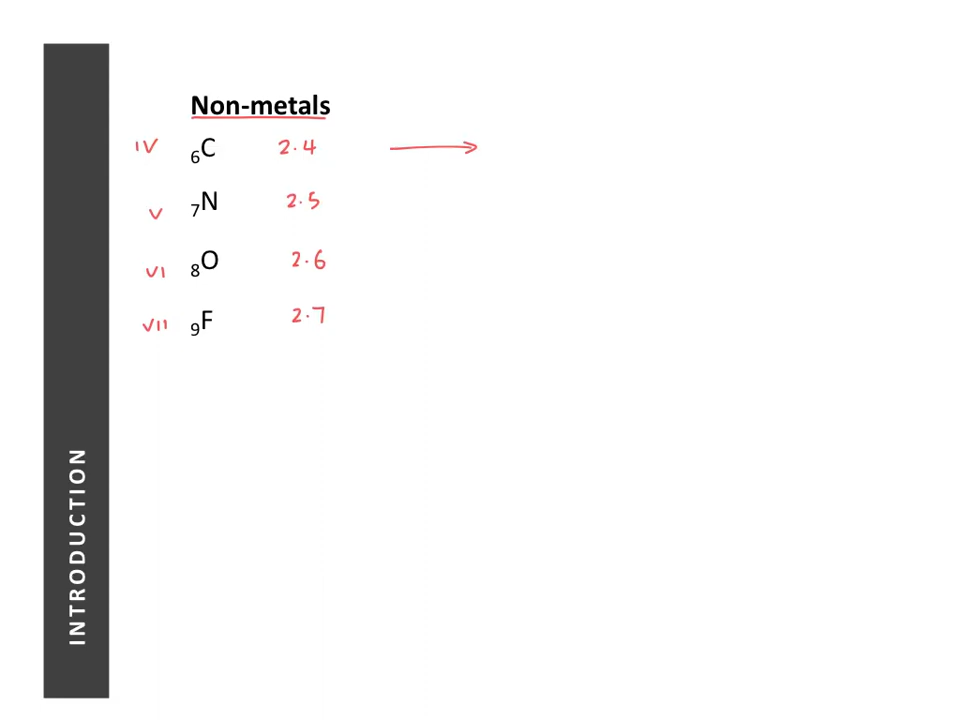 Non-metals
IV 6C 2.4
V 7N 2.5
VI 8O 2.6
VII 9F 2.7
INTRODUCTION